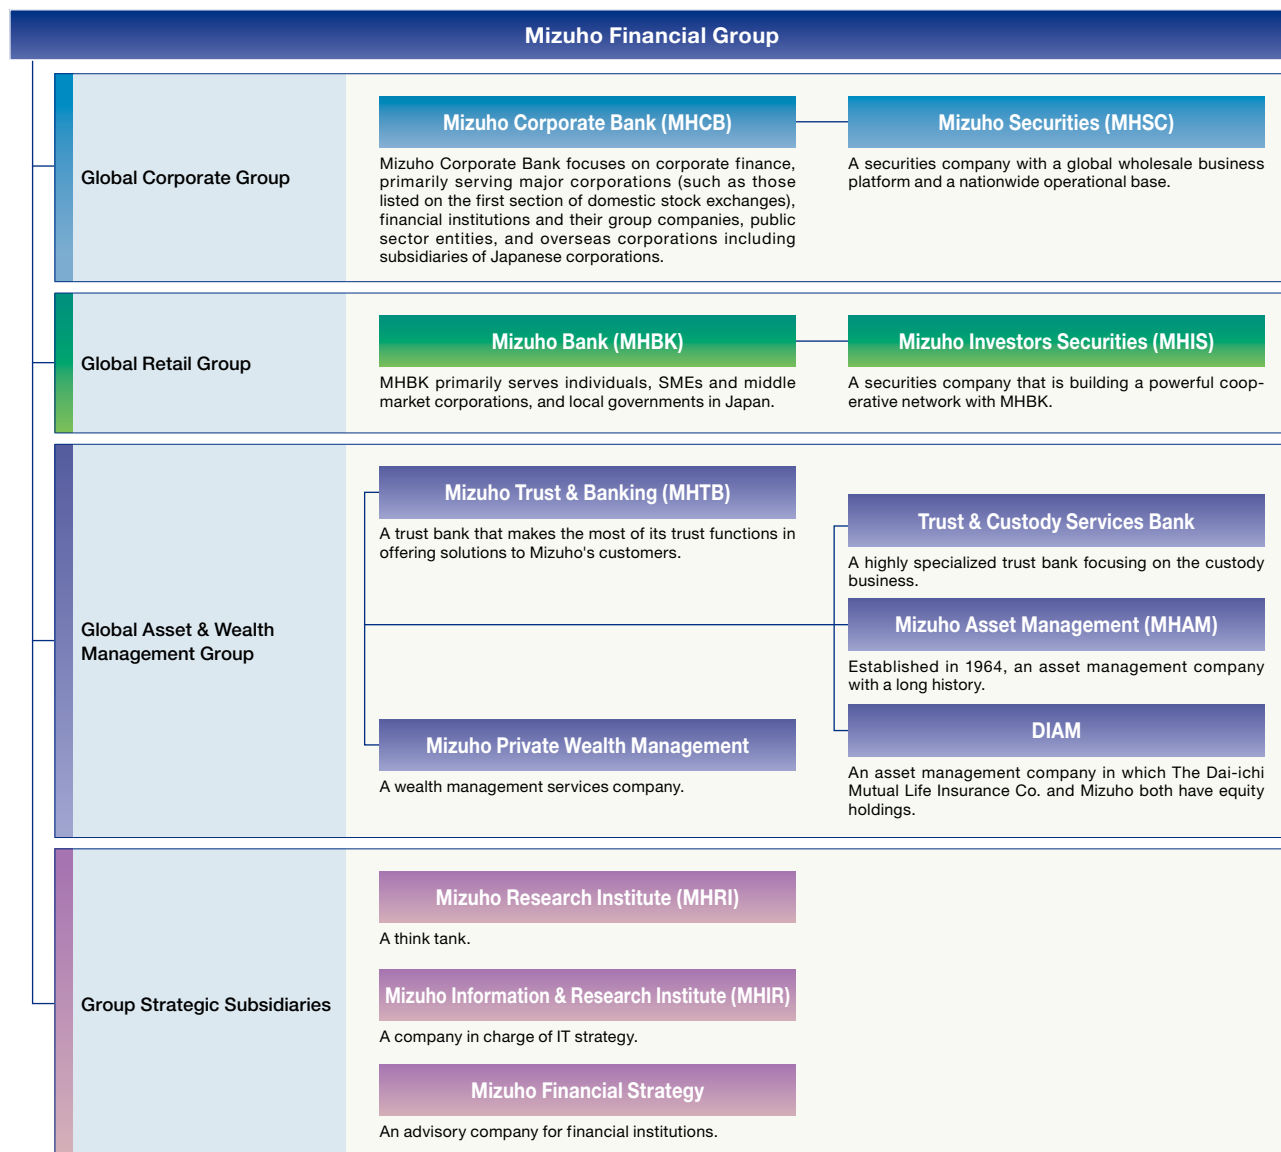 Mizuho Financial Group
Global Corporate Group
Mizuho Corporate Bank (MHCB)
Mizuho Corporate Bank focuses on corporate finance,
primarily serving major corporations (such as those
listed on the first section of domestic stock exchanges),
financial institutions and their group companies, public
sector entities, and overseas corporations including
subsidiaries of Japanese corporations.
Mizuho Securities (MHSC)
A securities company with a global wholesale business
platform and a nationwide operational base.
Global Retail Group
Mizuho Bank (MHBK)
MHBK primarily serves individuals, SMEs and middle
market corporations, and local governments in Japan.
Mizuho Investors Securities (MHIS)
A securities company that is building a powerful coop-
erative network with MHBK.
Global Asset & Wealth
Management Group
Mizuho Trust & Banking (MHTB)
A trust bank that makes the most of its trust functions in
offering solutions to Mizuho's customers.
Mizuho Private Wealth Management
A wealth management services company.
Trust & Custody Services Bank
A highly specialized trust bank focusing on the custody
business.
Mizuho Asset Management (MHAM)
Established in 1964, an asset management company
with a long history.
DIAM
An asset management company in which The Dai-ichi
Mutual Life Insurance Co. and Mizuho both have equity
holdings.
Group Strategic Subsidiaries
Mizuho Research Institute (MHRI)
A think tank.
Mizuho Information & Research Institute (MHIR)
A company in charge of IT strategy.
Mizuho Financial Strategy
An advisory company for financial institutions.